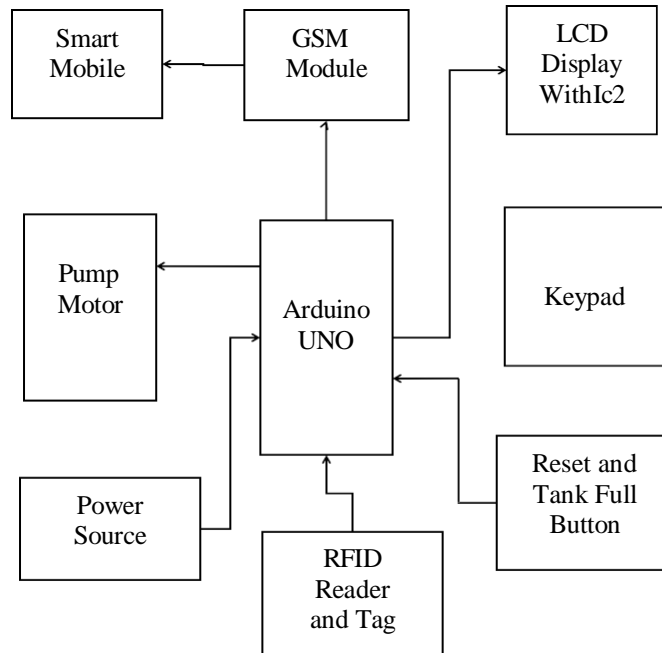 Smart
Mobile
GSM
Module
LCD
Display
WithIc2
Pump
Motor
Arduino
UNO
Keypad
Power
Source
RFID
Reader
and Tag
Reset and
Tank Full
Button